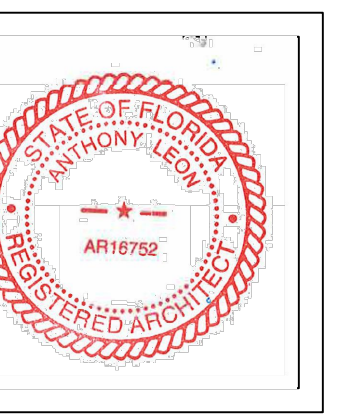 STATE OF FLORIDA
ANTHONY LEON
AR16752
REGISTERED ARCHITECT